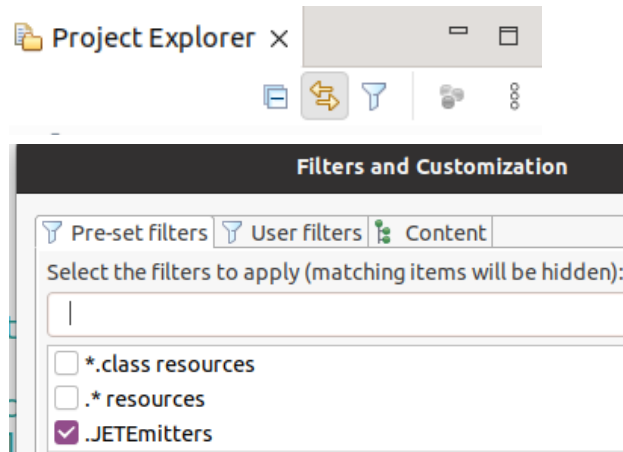 Project Explorer
Filters and Customization
Pre-set filters User filters Content
Select the filters to apply (matching items will be hidden):
*.class resources
.* resources
.JETEmitters